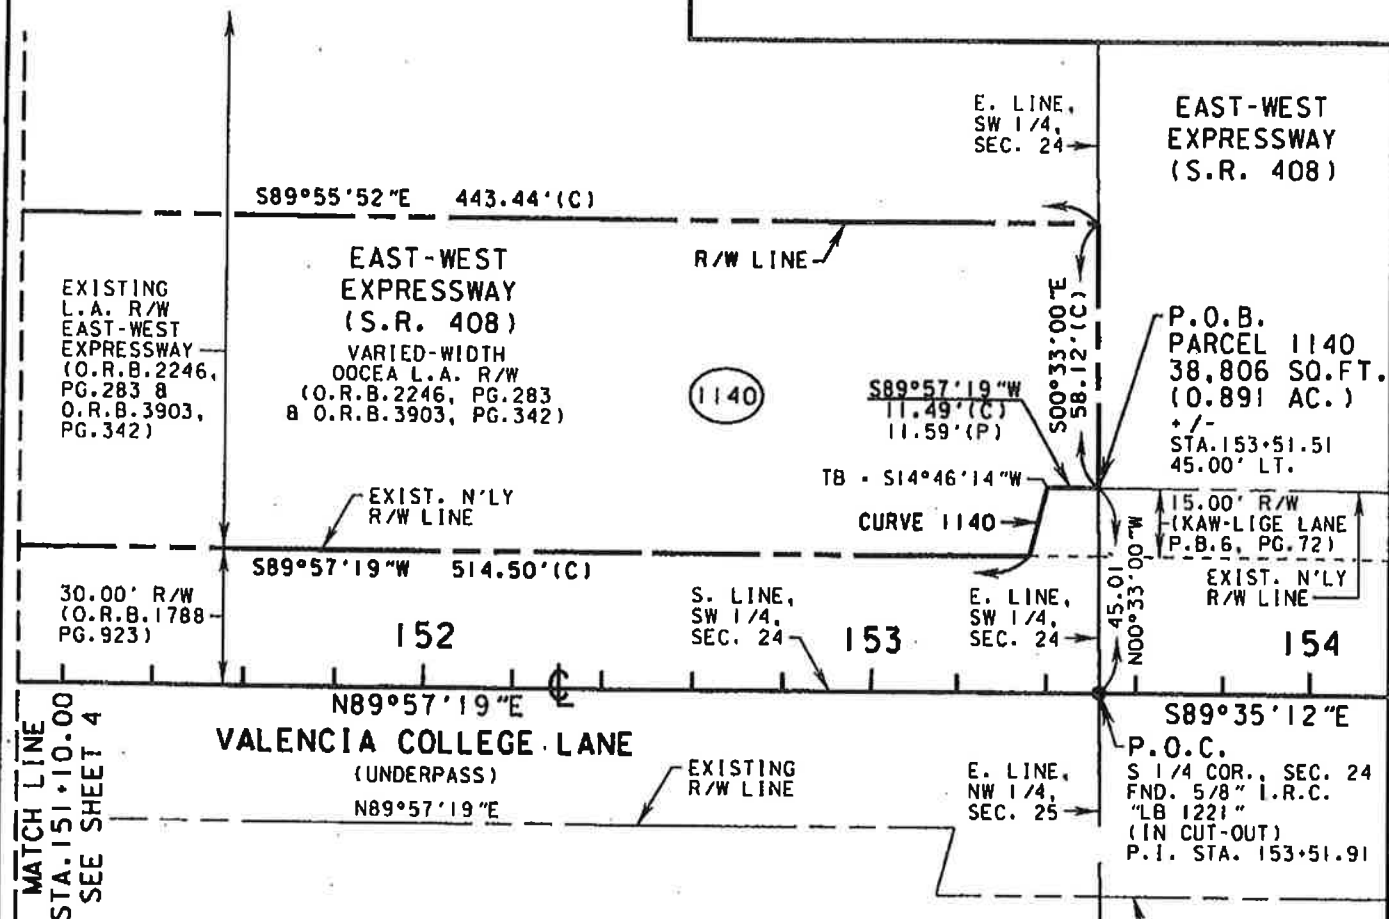 E. LINE,
SW 1/4,
SEC. 24
EAST-WEST
EXPRESSWAY
(S.R. 408)
S89°55'52"E 443.44'(C)
R/W LINE
EXISTING
L.A. R/W
EAST-WEST
EXPRESSWAY
(O.R.B.2246,
PG.283 &
O.R.B.3903,
PG.342)
EAST-WEST
EXPRESSWAY
(S.R. 408)
VARIED-WIDTH
OOCEA L.A. R/W
(O.R.B.2246, PG.283
& O.R.B.3903, PG.342)
1140
S00°33'00"E
58.12'(C)
S89°57'19"W
11.49'(C)
11.59'(P)
P.O.B.
PARCEL 1140
38,806 SQ.FT.
(0.891 AC.)
+/-
STA.153+51.51
45.00' LT.
TB - S14°46'14"W
CURVE 1140
EXIST. N'LY
R/W LINE
15.00' R/W
(KAW-LIGE LANE
P.B.6, PG.72)
S89°57'19"W 514.50'(C)
45.01
N00°33'00"W
EXIST. N'LY
R/W LINE
30.00' R/W
(O.R.B.1788
PG.923)
S. LINE,
SW 1/4,
SEC. 24
E. LINE,
SW 1/4,
SEC. 24
152
153
154
N89°57'19"E
℄
S89°35'12"E
VALENCIA COLLEGE LANE
(UNDERPASS)
N89°57'19"E
EXISTING
R/W LINE
E. LINE,
NW 1/4,
SEC. 25
P.O.C.
S 1/4 COR., SEC. 24
FND. 5/8" I.R.C.
"LB 1221"
(IN CUT-OUT)
P.I. STA. 153+51.91
MATCH LINE
STA.151+10.00
SEE SHEET 4